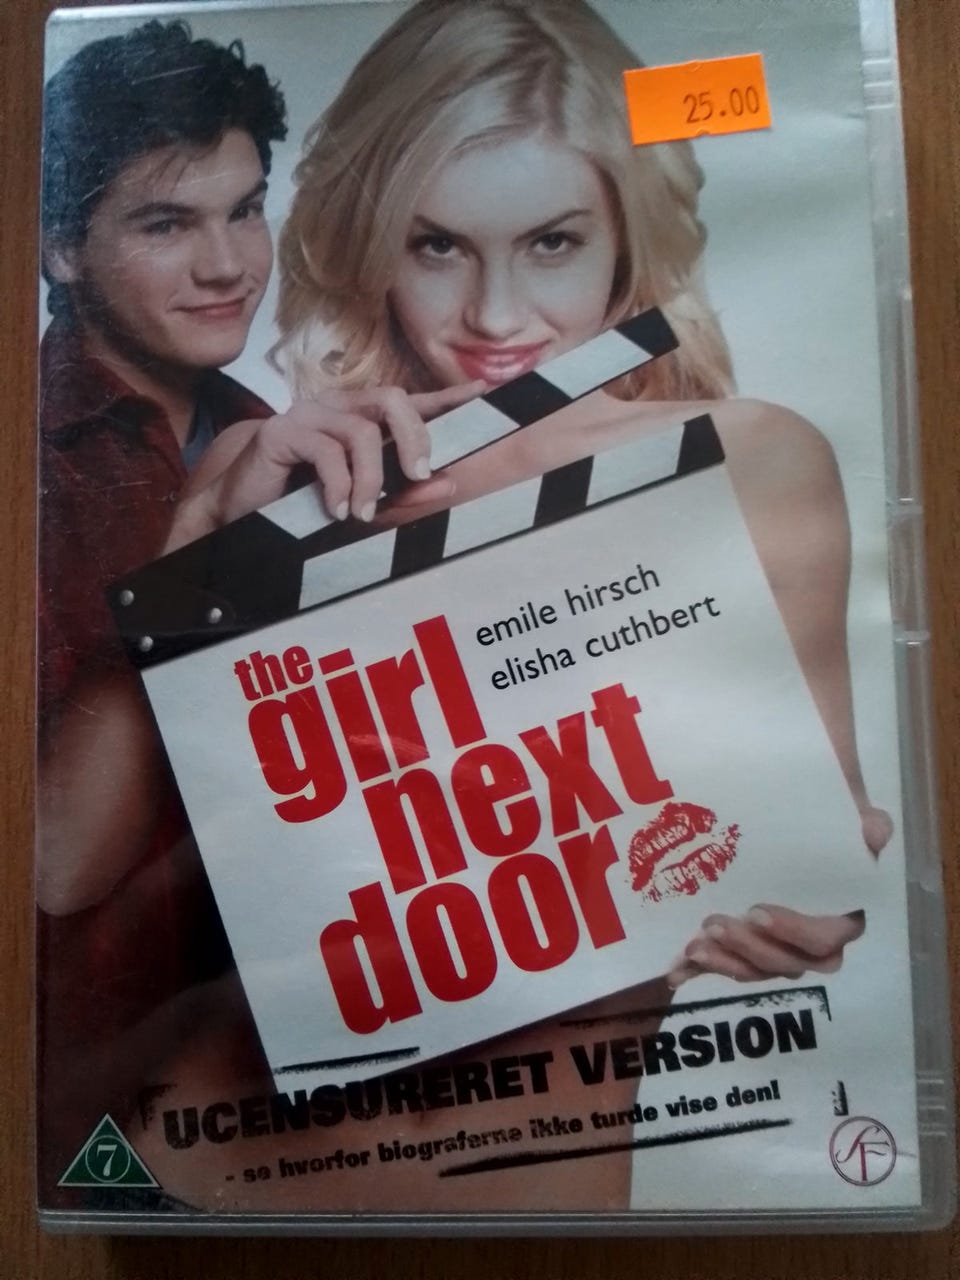 25.00
emile hirsch
elisha cuthbert
the
girl
next
door
UCENSURERET VERSION
- se hvorfor biograferne ikke turde vise den!
7
SF